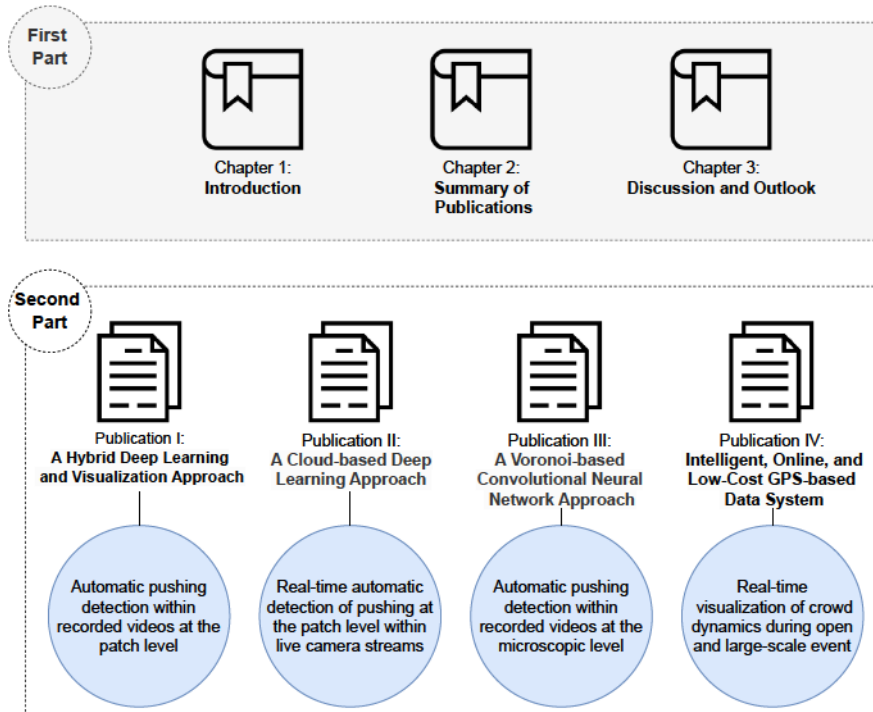 First
Part
Chapter 1:
Introduction
Chapter 2:
Summary of
Publications
Chapter 3:
Discussion and Outlook
Second
Part
Publication I:
A Hybrid Deep Learning
and Visualization Approach
Publication II:
A Cloud-based Deep
Learning Approach
Publication III:
A Voronoi-based
Convolutional Neural
Network Approach
Publication IV:
Intelligent, Online, and
Low-Cost GPS-based
Data System
Automatic pushing
detection within
recorded videos at the
patch level
Real-time automatic
detection of pushing at
the patch level within
live camera streams
Automatic pushing
detection within
recorded videos at the
microscopic level
Real-time
visualization of crowd
dynamics during open
and large-scale event